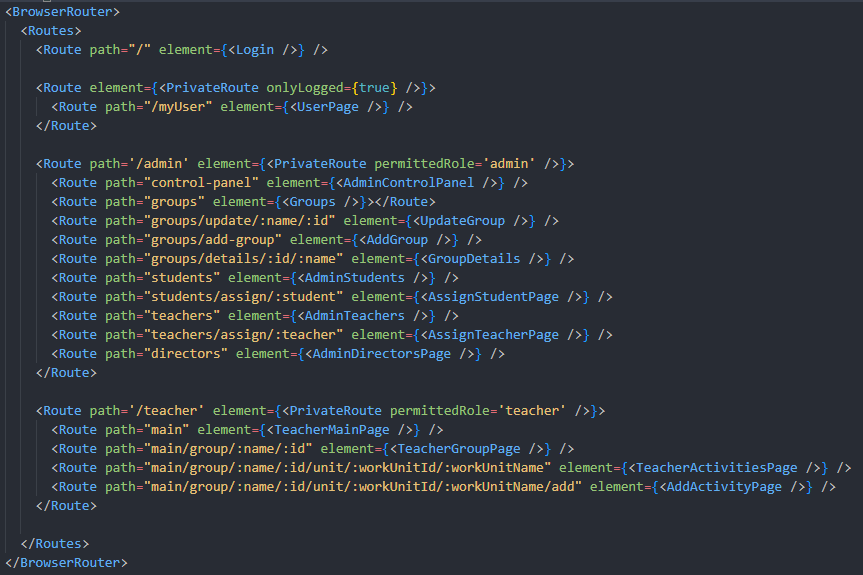 <BrowserRouter>
<Routes>
<Route path="/" element={<Login />} />
<Route element={<PrivateRoute onlyLogged={true} />}>
<Route path="/myUser" element={<UserPage />} />
</Route>
<Route path='/admin' element={<PrivateRoute permittedRole='admin' />}>
<Route path="control-panel" element={<AdminControlPanel />} />
<Route path="groups" element={<Groups />}></Route>
<Route path="groups/update/:name/:id" element={<UpdateGroup />} />
<Route path="groups/add-group" element={<AddGroup />} />
<Route path="groups/details/:id/:name" element={<GroupDetails />} />
<Route path="students" element={<AdminStudents />} />
<Route path="students/assign/:student" element={<AssignStudentPage />} />
<Route path="teachers" element={<AdminTeachers />} />
<Route path="teachers/assign/:teacher" element={<AssignTeacherPage />} />
<Route path="directors" element={<AdminDirectorsPage />} />
</Route>
<Route path='/teacher' element={<PrivateRoute permittedRole='teacher' />}>
<Route path="main" element={<TeacherMainPage />} />
<Route path="main/group/:name/:id" element={<TeacherGroupPage />} />
<Route path="main/group/:name/:id/unit/:workUnitId/:workUnitName" element={<TeacherActivitiesPage />} />
<Route path="main/group/:name/:id/unit/:workUnitId/:workUnitName/add" element={<AddActivityPage />} />
</Route>
</Routes>
</BrowserRouter>